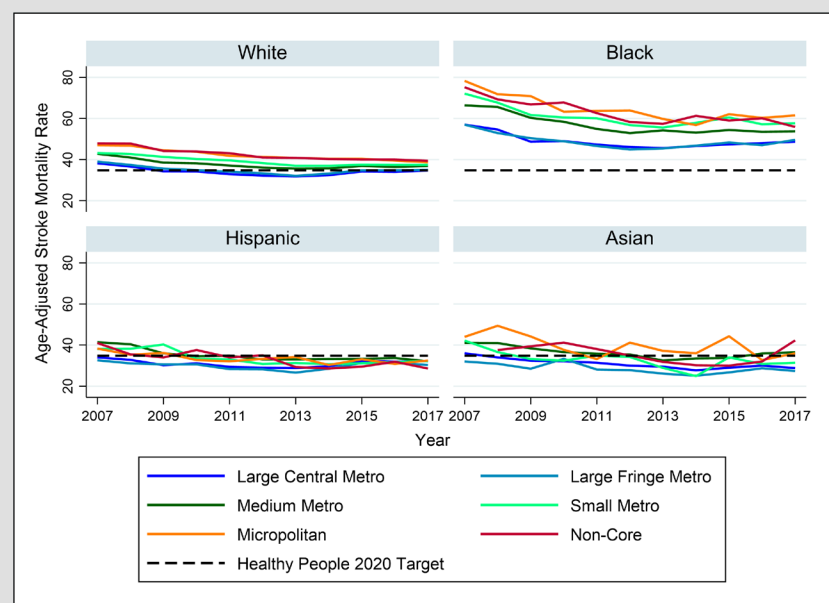 White
Black
80
60
40
20
Hispanic
Asian
80
60
40
20
Age-Adjusted Stroke Mortality Rate
2007 2009 2011 2013 2015 2017
2007 2009 2011 2013 2015 2017
Year
Large Central Metro
Large Fringe Metro
Medium Metro
Small Metro
Micropolitan
Non-Core
Healthy People 2020 Target